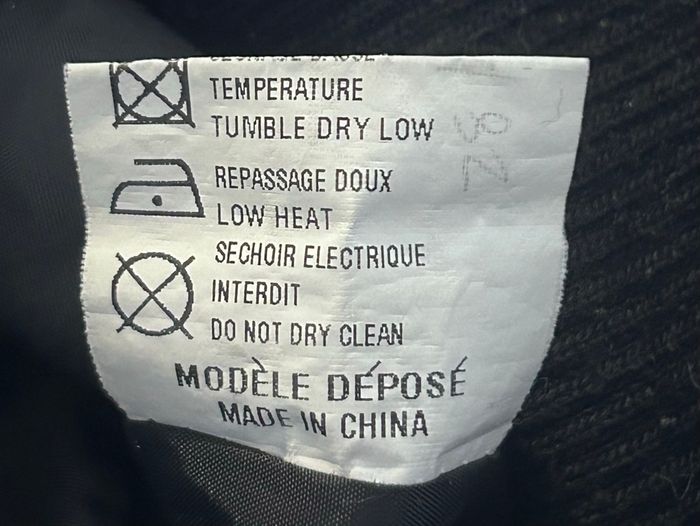 TEMPERATURE
TUMBLE DRY LOW
REPASSAGE DOUX
LOW HEAT
SECHOIR ELECTRIQUE
INTERDIT
DO NOT DRY CLEAN
MODÈLE DÉPOSÉ
MADE IN CHINA